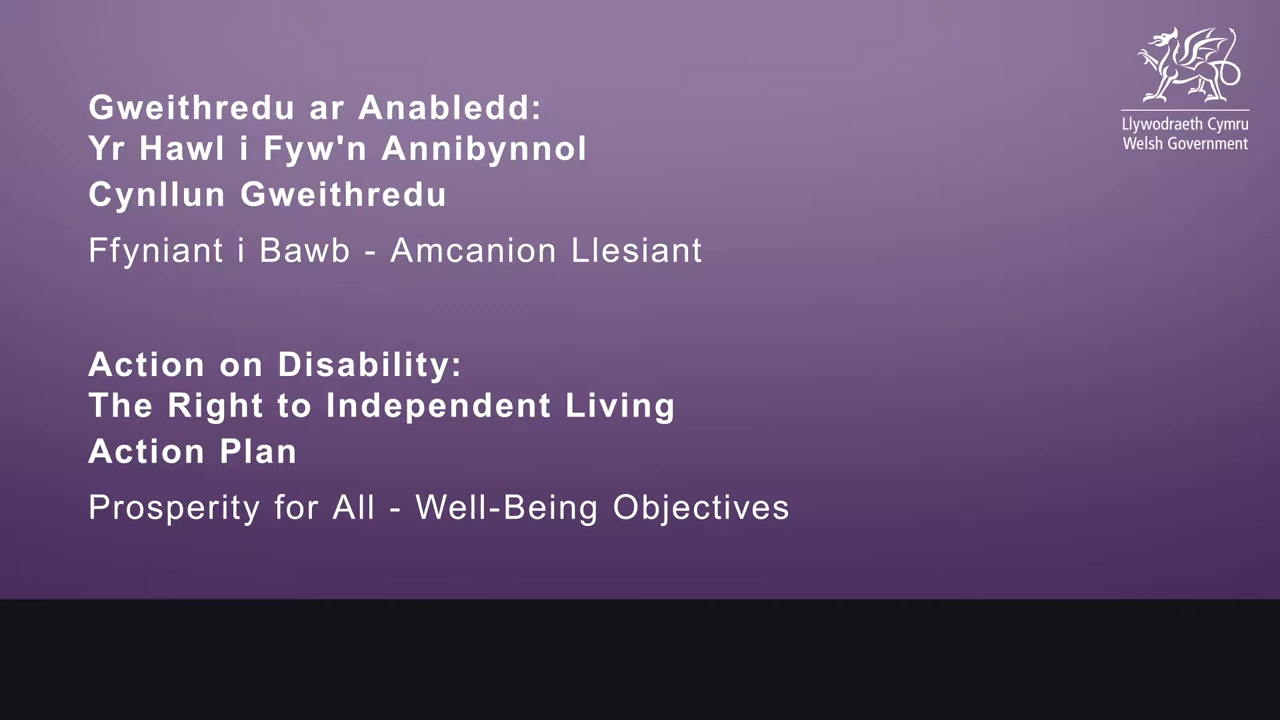 Gweithredu ar Anabledd:
Yr Hawl i Fyw'n Annibynnol
Cynllun Gweithredu
Ffyniant i Bawb - Amcanion Llesiant
Action on Disability:
The Right to Independent Living
Action Plan
Prosperity for All - Well-Being Objectives
Llywodraeth Cymru
Welsh Government